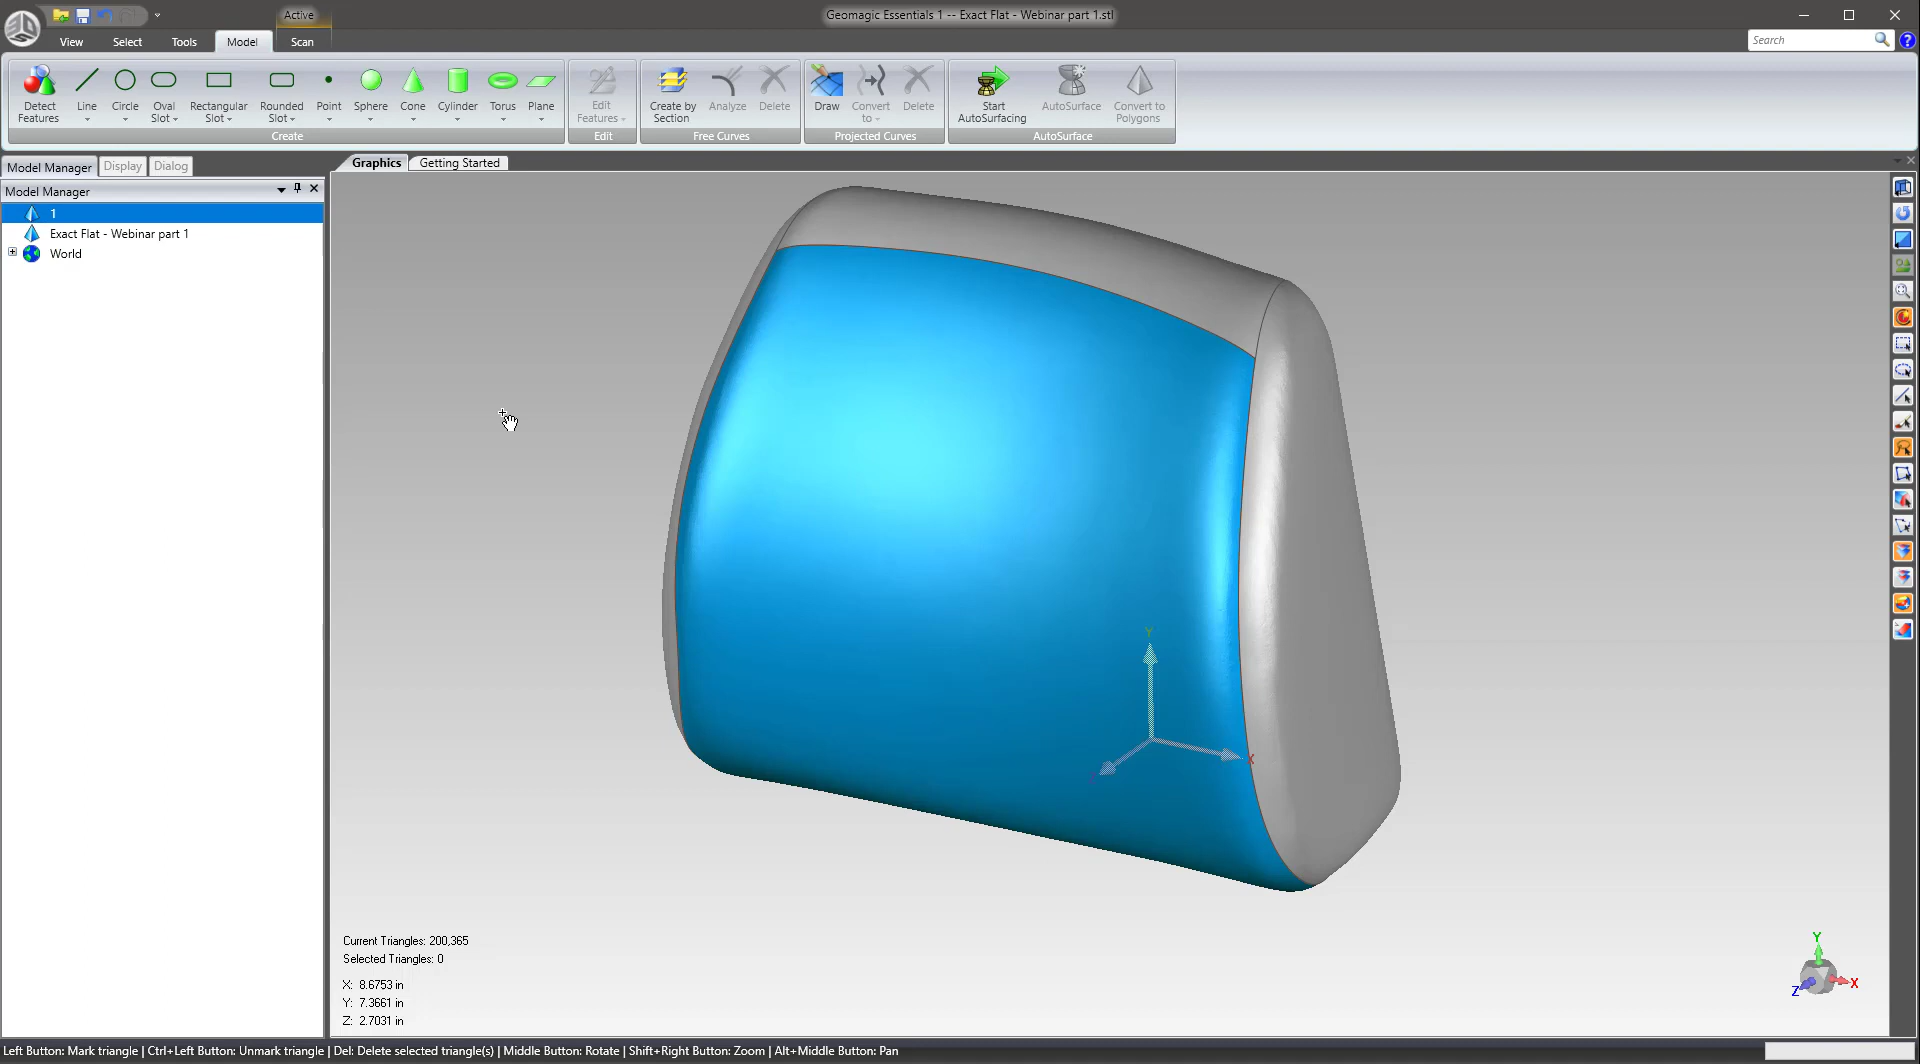 Active
Geomagic Essentials 1 -- Exact Flat - Webinar part 1.stl
View Select Tools Model Scan
Search
Detect Features
Line
Circle
Oval Slot
Rectangular Slot
Rounded Slot
Point
Sphere
Cone
Cylinder
Torus
Plane
Create
Edit Features
Edit
Create by Section
Analyze
Delete
Free Curves
Draw
Convert to
Delete
Projected Curves
Start AutoSurfacing
AutoSurface
Convert to Polygons
AutoSurface
Model Manager Display Dialog
Graphics Getting Started
Model Manager
1
Exact Flat - Webinar part 1
World
Y
X
Current Triangles: 200,365
Selected Triangles: 0
X: 8.6753 in
Y: 7.3661 in
Z: 2.7031 in
Y
X
Z
Left Button: Mark triangle | Ctrl+Left Button: Unmark triangle | Del: Delete selected triangle(s) | Middle Button: Rotate | Shift+Right Button: Zoom | Alt+Middle Button: Pan